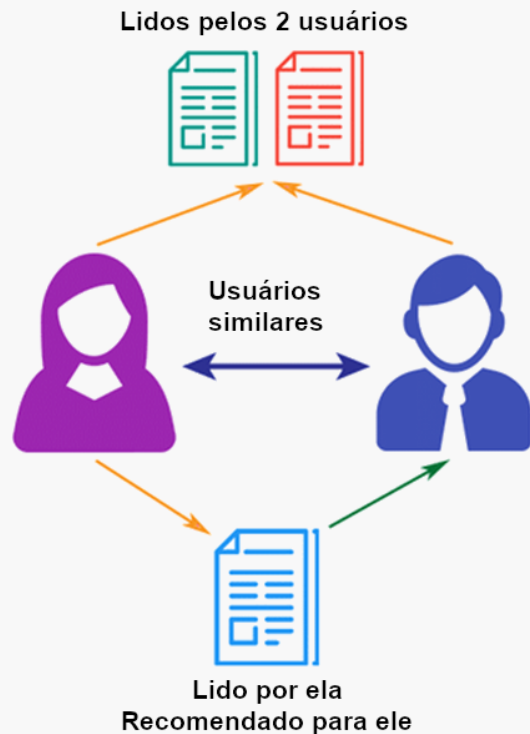 Lidos pelos 2 usuários
Usuários
similares
Lido por ela
Recomendado para ele